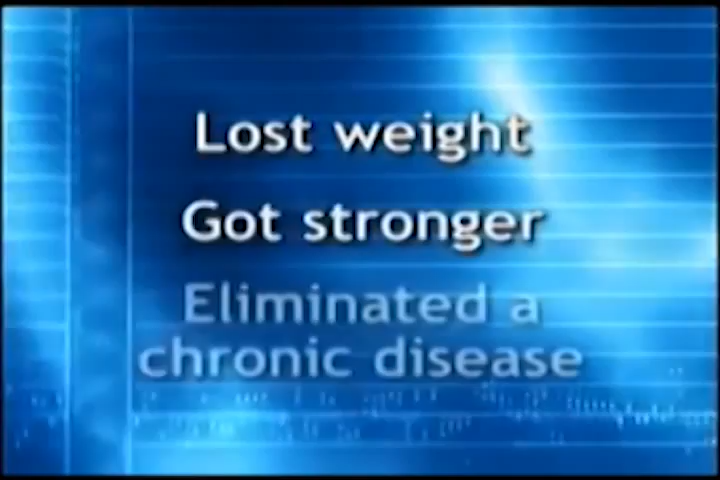 Lost weight
Got stronger
Eliminated a
chronic disease